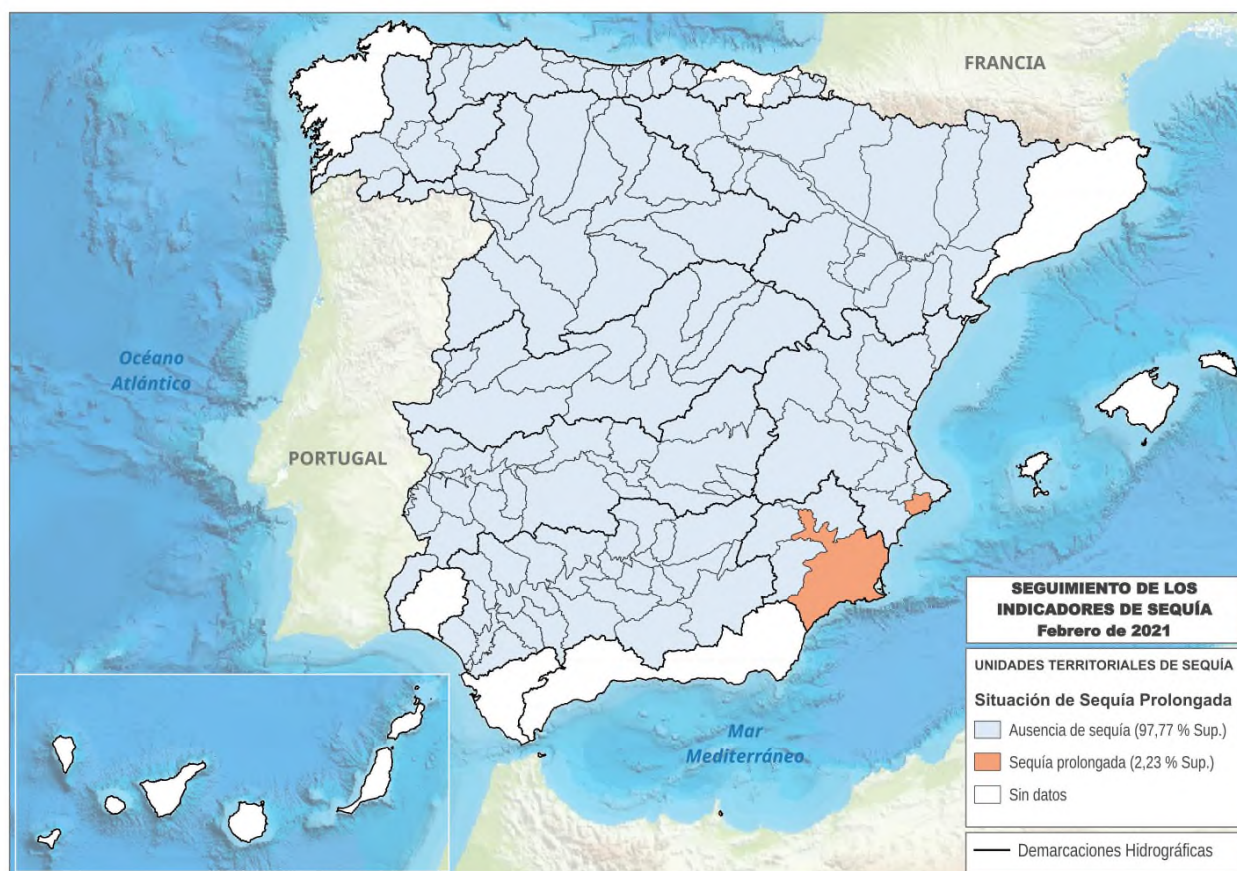 FRANCIA
Océano
Atlántico
PORTUGAL
Mar
Mediterráneo
SEGUIMIENTO DE LOS
INDICADORES DE SEQUÍA
Febrero de 2021
UNIDADES TERRITORIALES DE SEQUÍA
Situación de Sequía Prolongada
Ausencia de sequía (97,77 % Sup.)
Sequía prolongada (2,23 % Sup.)
Sin datos
Demarcaciones Hidrográficas